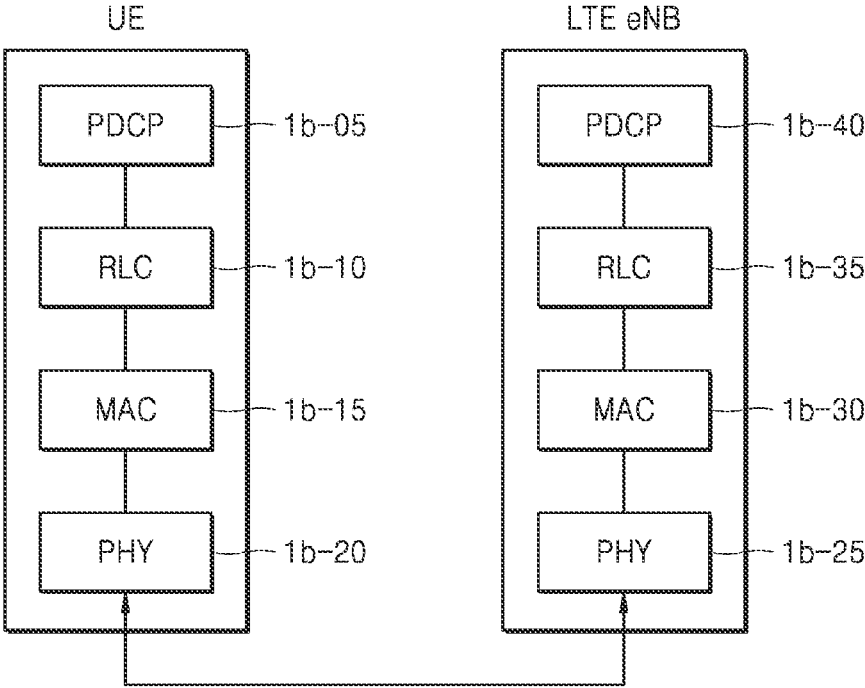 UE LTE eNB
PDCP 1b-05 PDCP 1b-40
RLC 1b-10 RLC 1b-35
MAC 1b-15 MAC 1b-30
PHY 1b-20 PHY 1b-25